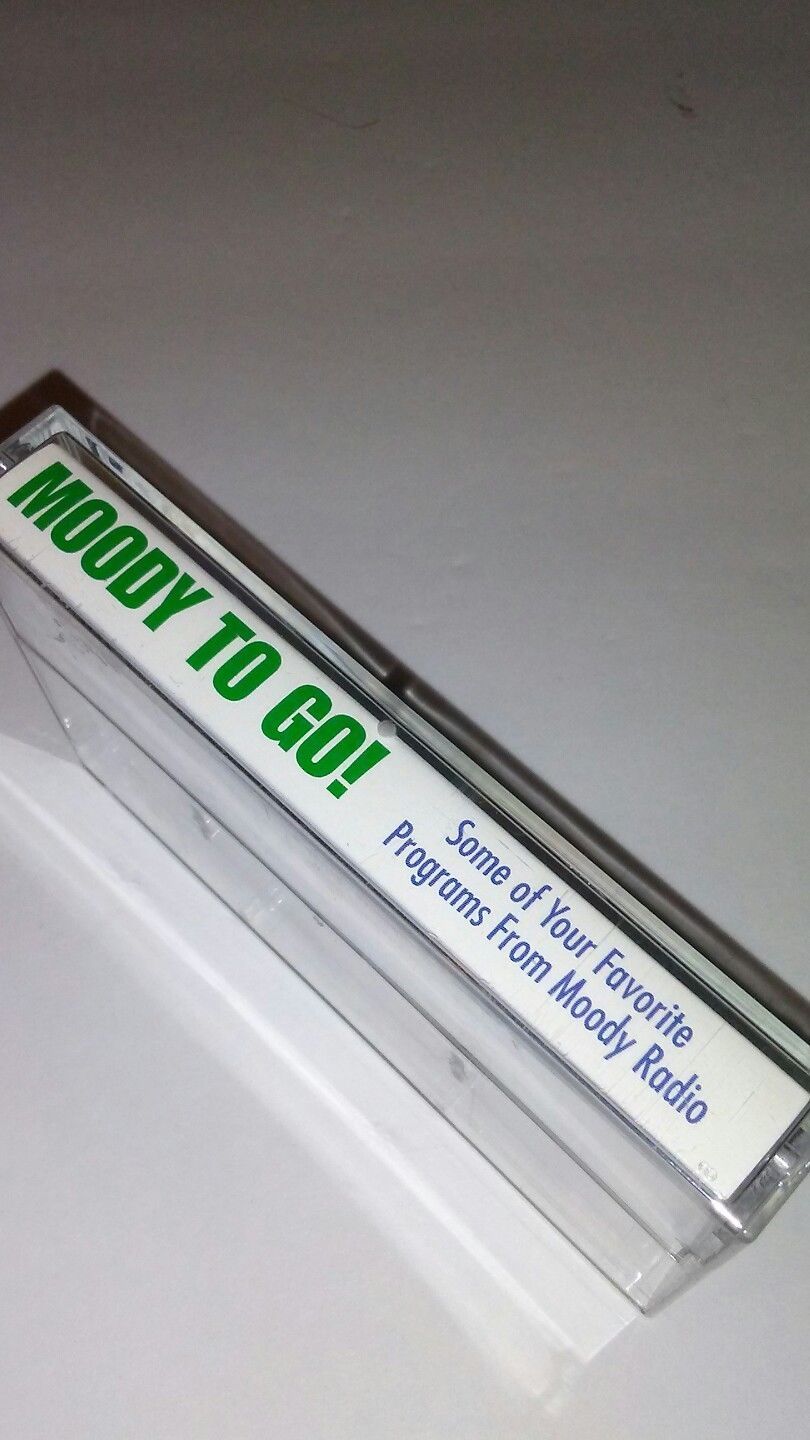 MOODY TO GO!
Some of Your Favorite
Programs From Moody Radio